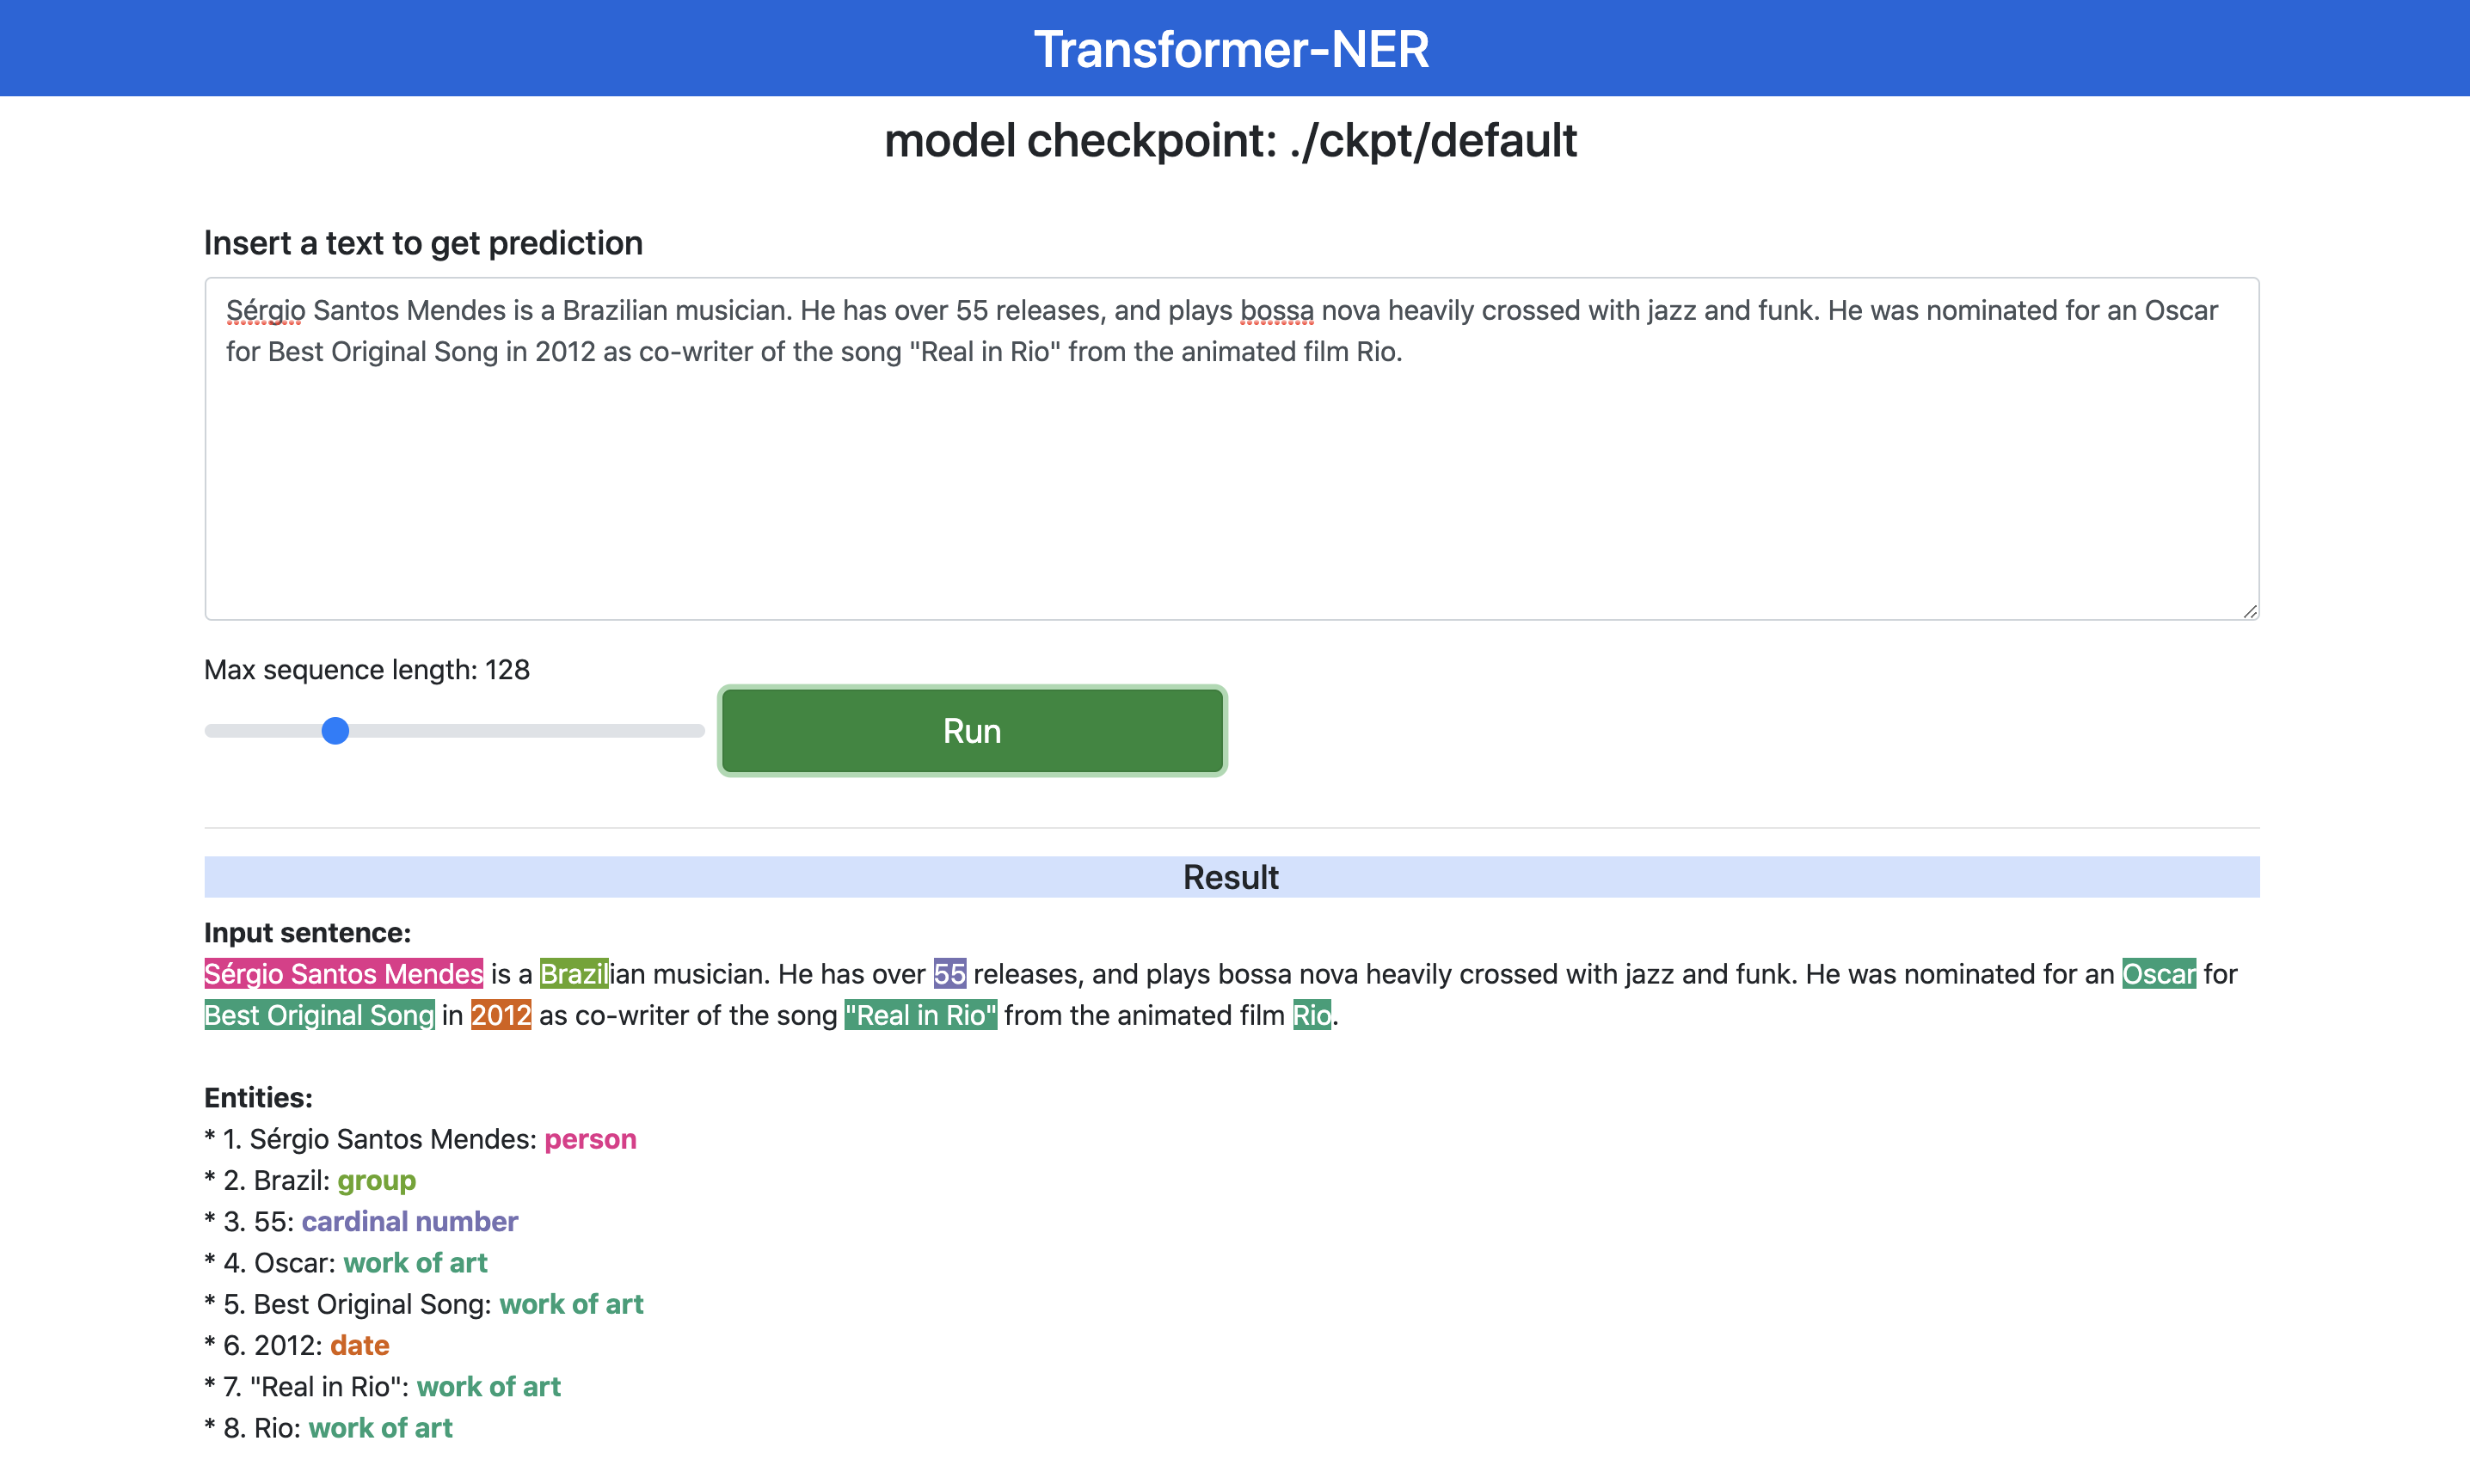 Transformer-NER
model checkpoint: ./ckpt/default
Insert a text to get prediction
Sérgio Santos Mendes is a Brazilian musician. He has over 55 releases, and plays bossa nova heavily crossed with jazz and funk. He was nominated for an Oscar
for Best Original Song in 2012 as co-writer of the song "Real in Rio" from the animated film Rio.
Max sequence length: 128
Run
Result
Input sentence:
Sérgio Santos Mendes is a Brazilian musician. He has over 55 releases, and plays bossa nova heavily crossed with jazz and funk. He was nominated for an Oscar for
Best Original Song in 2012 as co-writer of the song "Real in Rio" from the animated film Rio.
Entities:
* 1. Sérgio Santos Mendes: person
* 2. Brazil: group
* 3. 55: cardinal number
* 4. Oscar: work of art
* 5. Best Original Song: work of art
* 6. 2012: date
* 7. "Real in Rio": work of art
* 8. Rio: work of art